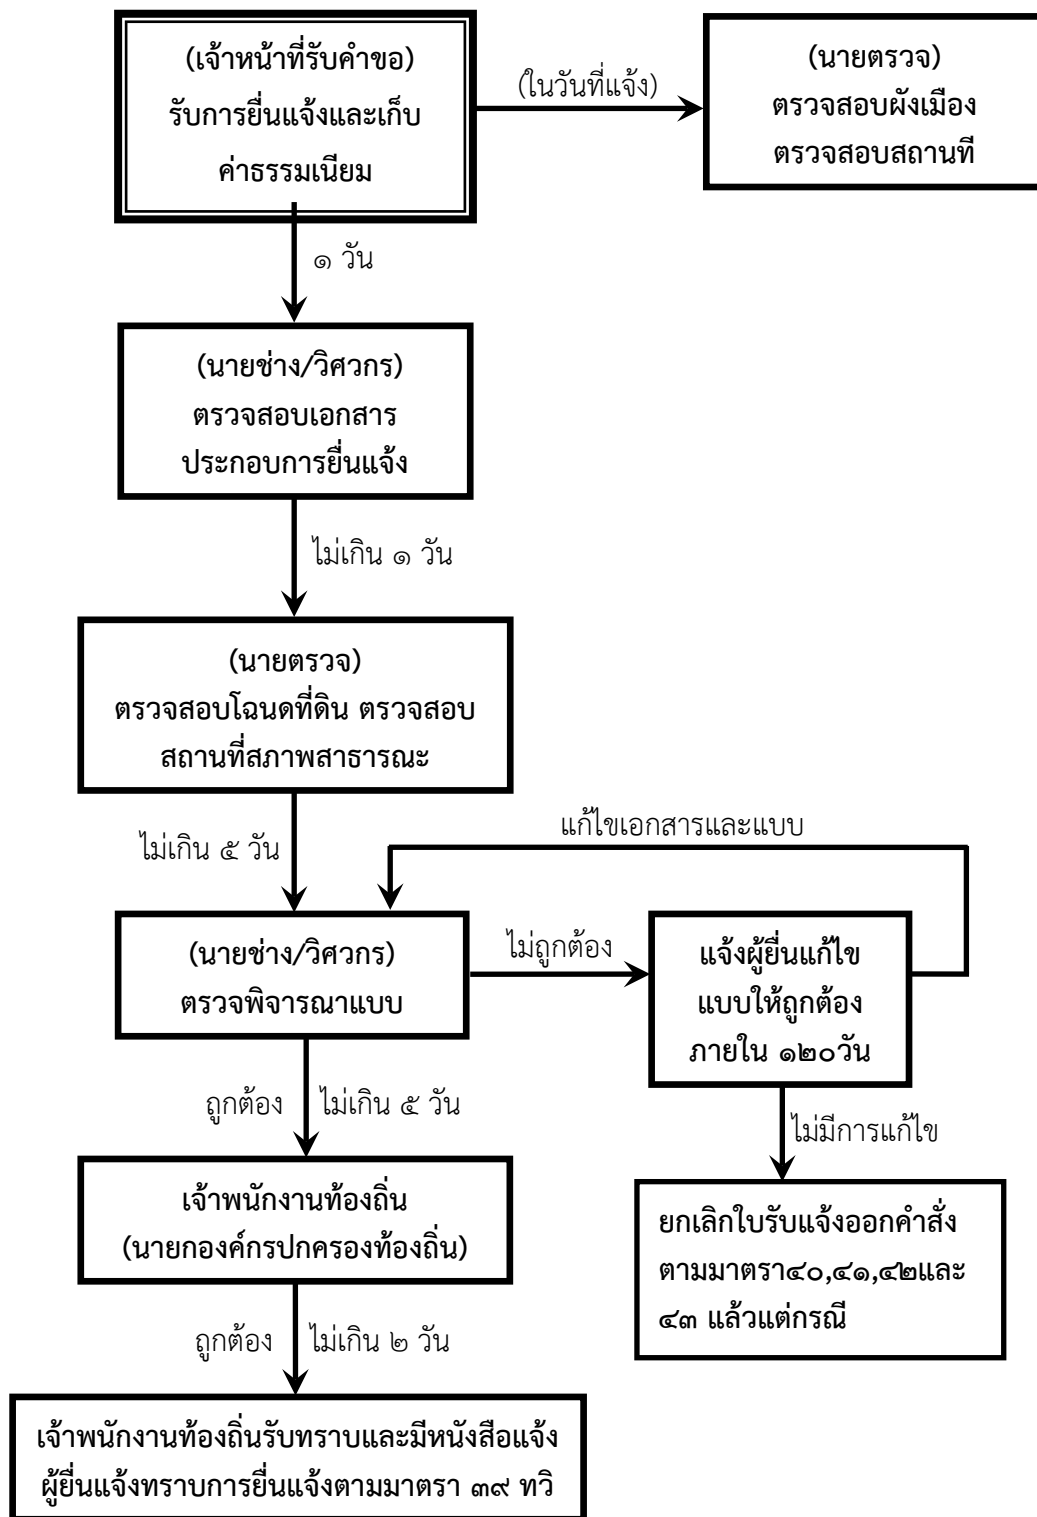 (เจ้าหน้าที่รับคำขอ)
รับการยื่นแจ้งและเก็บ
ค่าธรรมเนียม
(ในวันที่แจ้ง)
(นายตรวจ)
ตรวจสอบผังเมือง
ตรวจสอบสถานที
๑ วัน
(นายช่าง/วิศวกร)
ตรวจสอบเอกสาร
ประกอบการยื่นแจ้ง
ไม่เกิน ๑ วัน
(นายตรวจ)
ตรวจสอบโฉนดที่ดิน ตรวจสอบ
สถานที่สภาพสาธารณะ
ไม่เกิน ๕ วัน
แก้ไขเอกสารและแบบ
(นายช่าง/วิศวกร)
ตรวจพิจารณาแบบ
ไม่ถูกต้อง
แจ้งผู้ยื่นแก้ไข
แบบให้ถูกต้อง
ภายใน ๑๒๐วัน
ถูกต้อง ไม่เกิน ๕ วัน
ไม่มีการแก้ไข
เจ้าพนักงานท้องถิ่น
(นายกองค์กรปกครองท้องถิ่น)
ยกเลิกใบรับแจ้งออกคำสั่ง
ตามมาตรา๔๐,๔๑,๔๒และ
๔๓ แล้วแต่กรณี
ถูกต้อง ไม่เกิน ๒ วัน
เจ้าพนักงานท้องถิ่นรับทราบและมีหนังสือแจ้ง
ผู้ยื่นแจ้งทราบการยื่นแจ้งตามมาตรา ๓๙ ทวิ